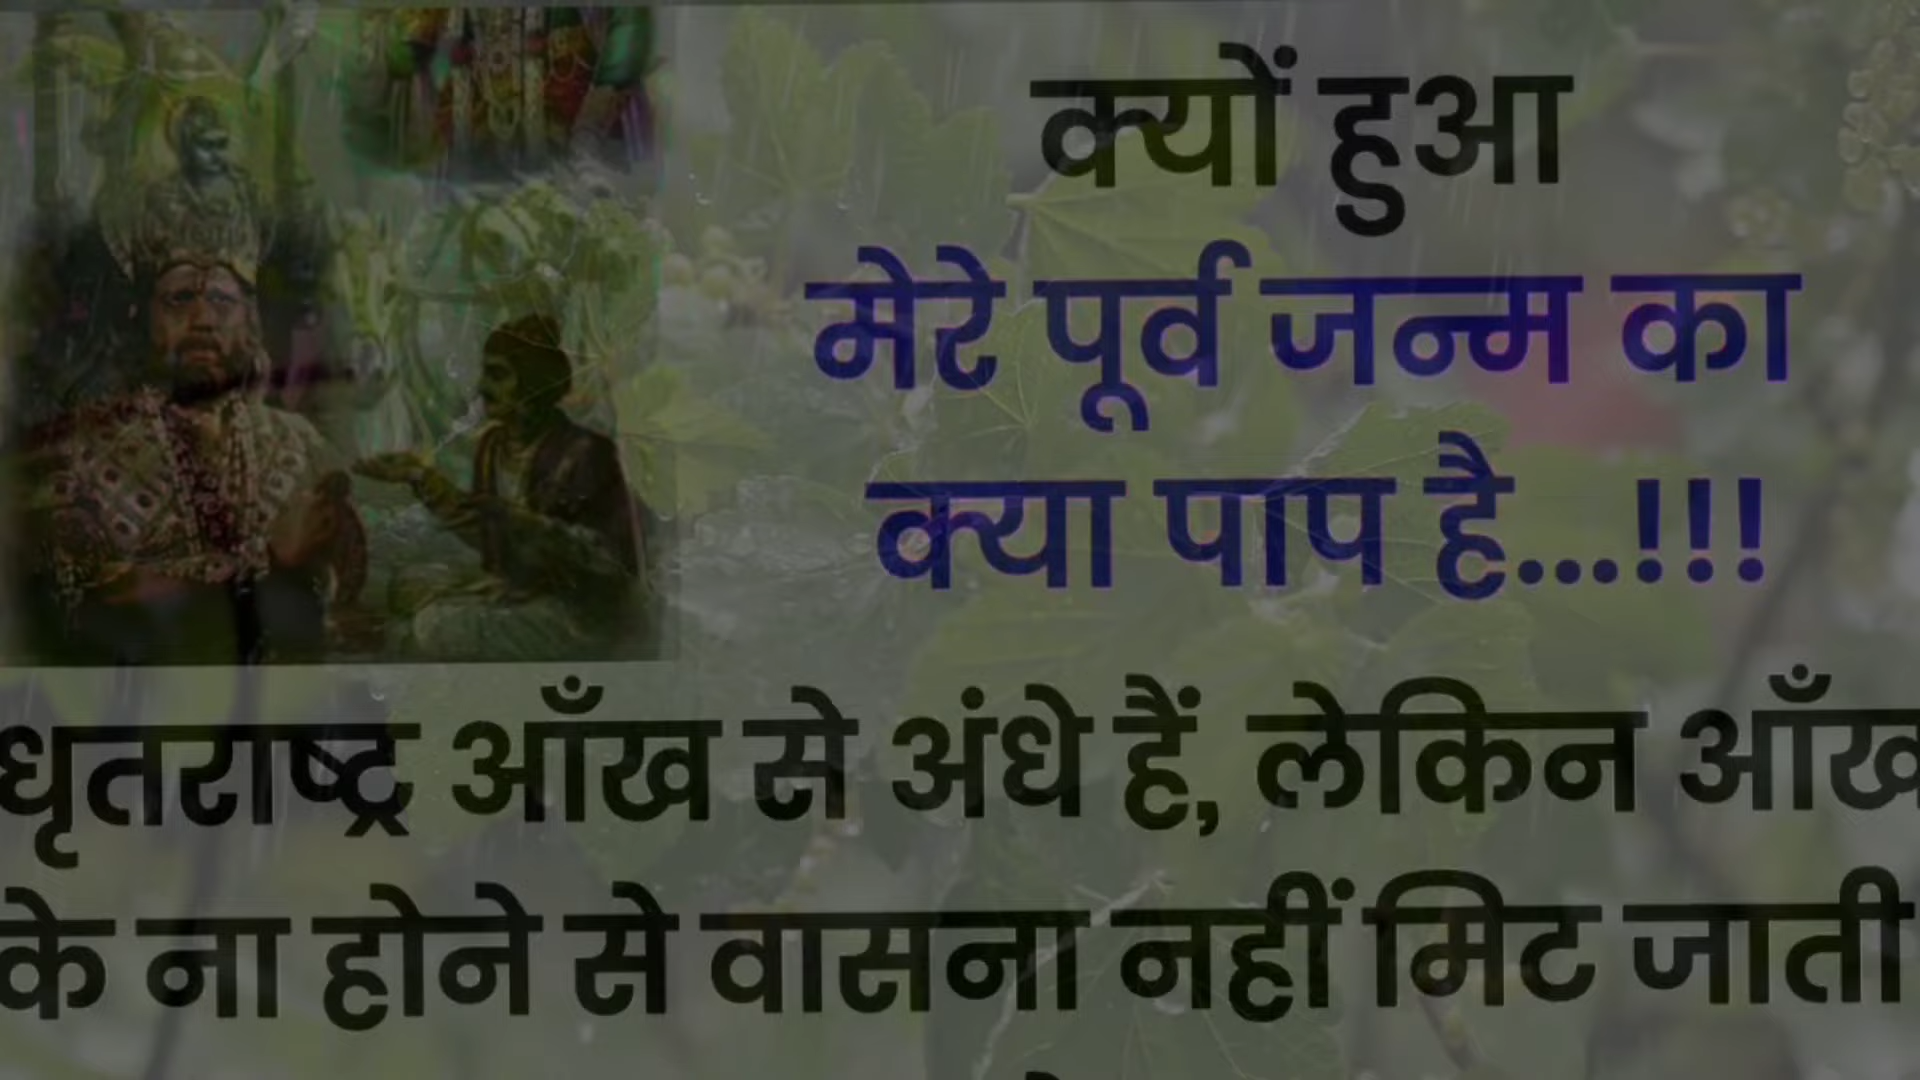 क्यों हुआ
मेरे पूर्व जन्म का
क्या पाप है...!!!
धृतराष्ट्र आँख से अंधे हैं, लेकिन आँख
के ना होने से वासना नहीं मिट जाती